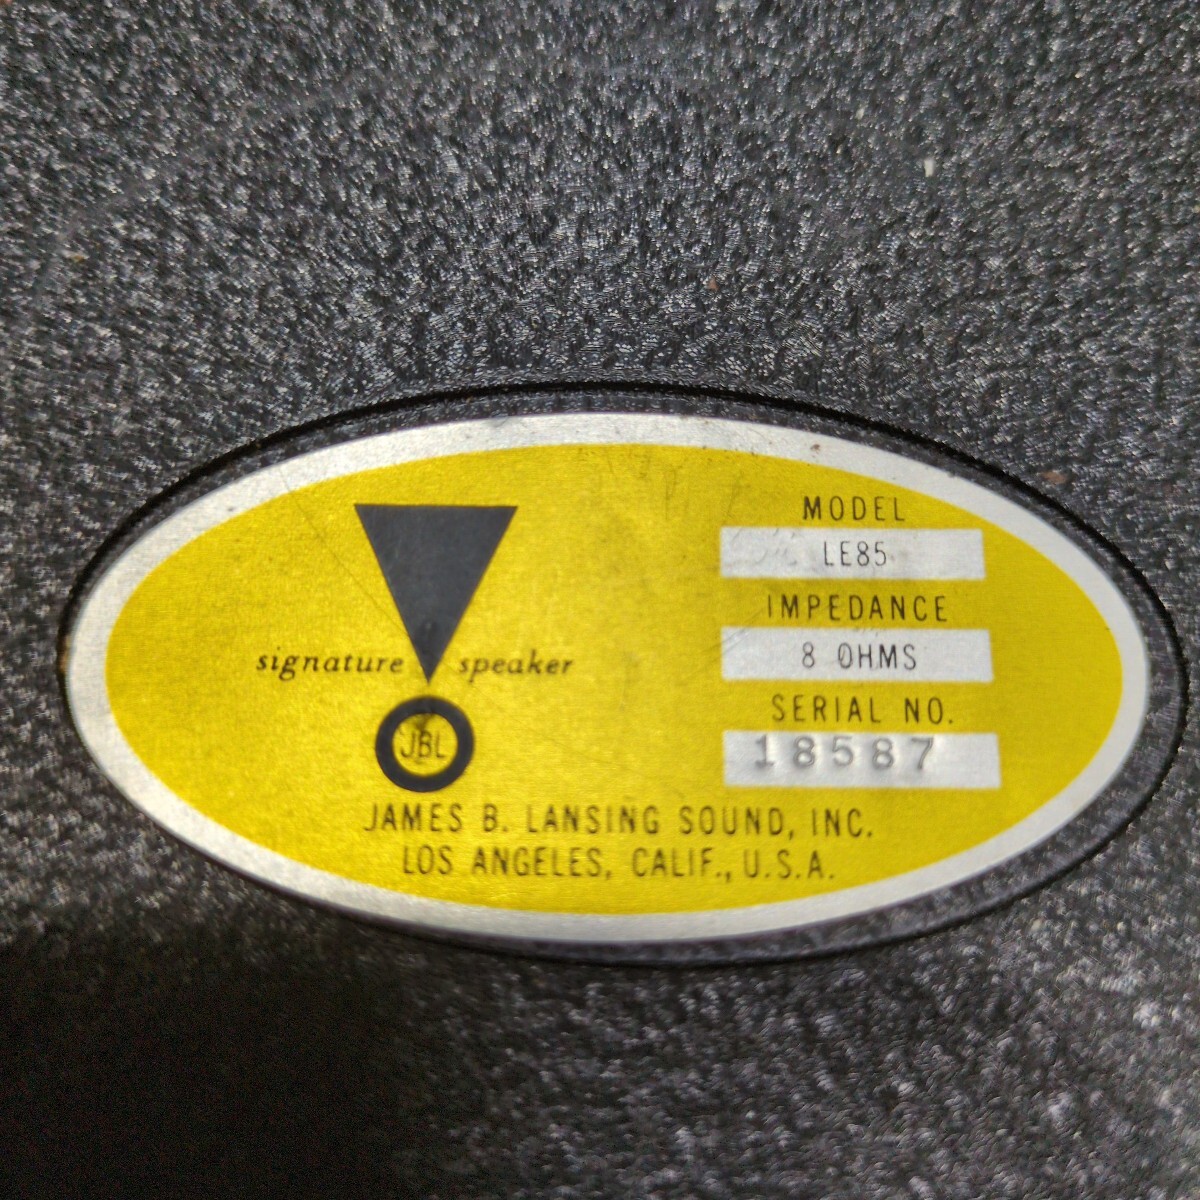 signature speaker
JBL
JAMES B. LANSING SOUND, INC.
LOS ANGELES, CALIF., U.S.A.
MODEL
LE85
IMPEDANCE
8 OHMS
SERIAL NO.
18587